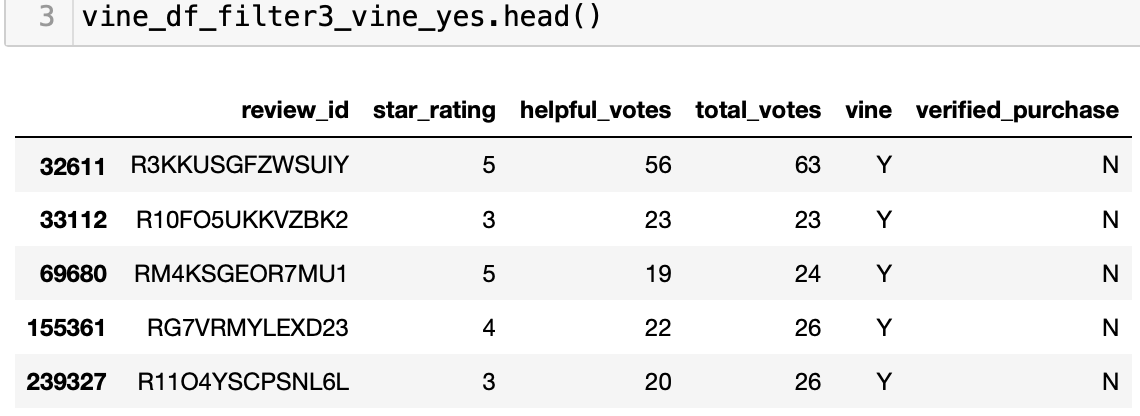 3 vine_df_filter3_vine_yes.head()
review_id star_rating helpful_votes total_votes vine verified_purchase
32611 R3KKUSGFZWSUIY 5 56 63 Y N
33112 R10FO5UKKVZBK2 3 23 23 Y N
69680 RM4KSGEOR7MU1 5 19 24 Y N
155361 RG7VRMYLEXD23 4 22 26 Y N
239327 R11O4YSCPSNL6L 3 20 26 Y N